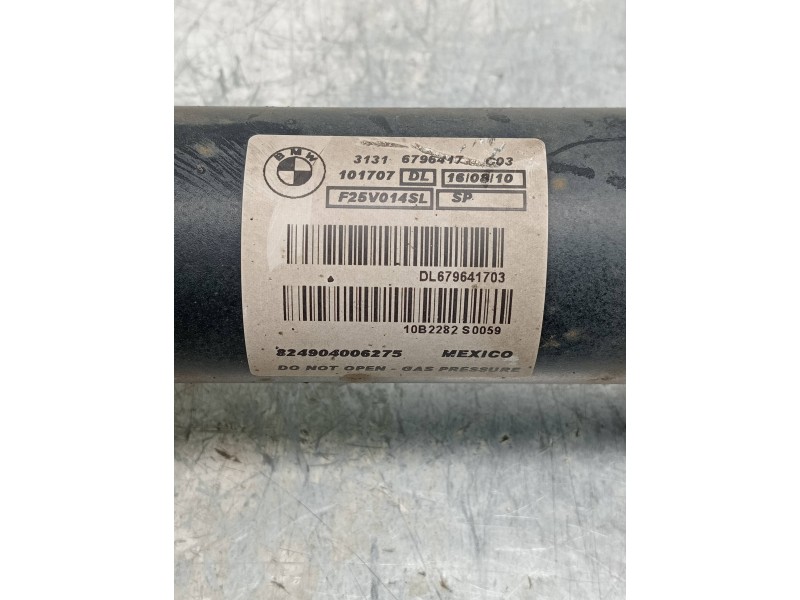 BMW
3131 6796417 C03
101707 DL 16/08/10
F25V014SL SP
DL679641703
10B2282 S0059
824904006275 MEXICO
DO NOT OPEN - GAS PRESSURE